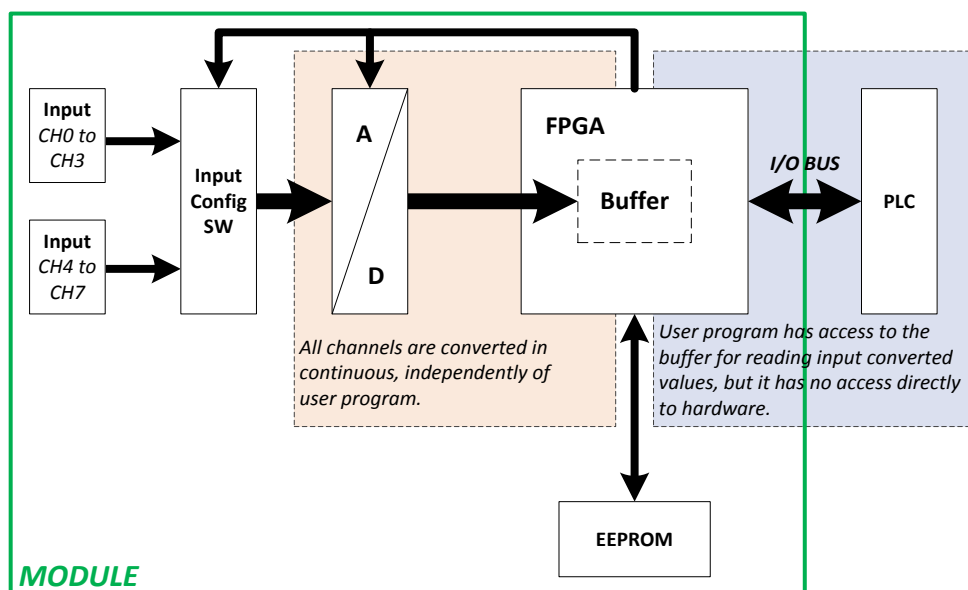 Input
CH0 to
CH3
Input
CH4 to
CH7
Input
Config
SW
A
D
FPGA
Buffer
I/O BUS
PLC
All channels are converted in
continuous, independently of
user program.
User program has access to the
buffer for reading input converted
values, but it has no access directly
to hardware.
EEPROM
MODULE